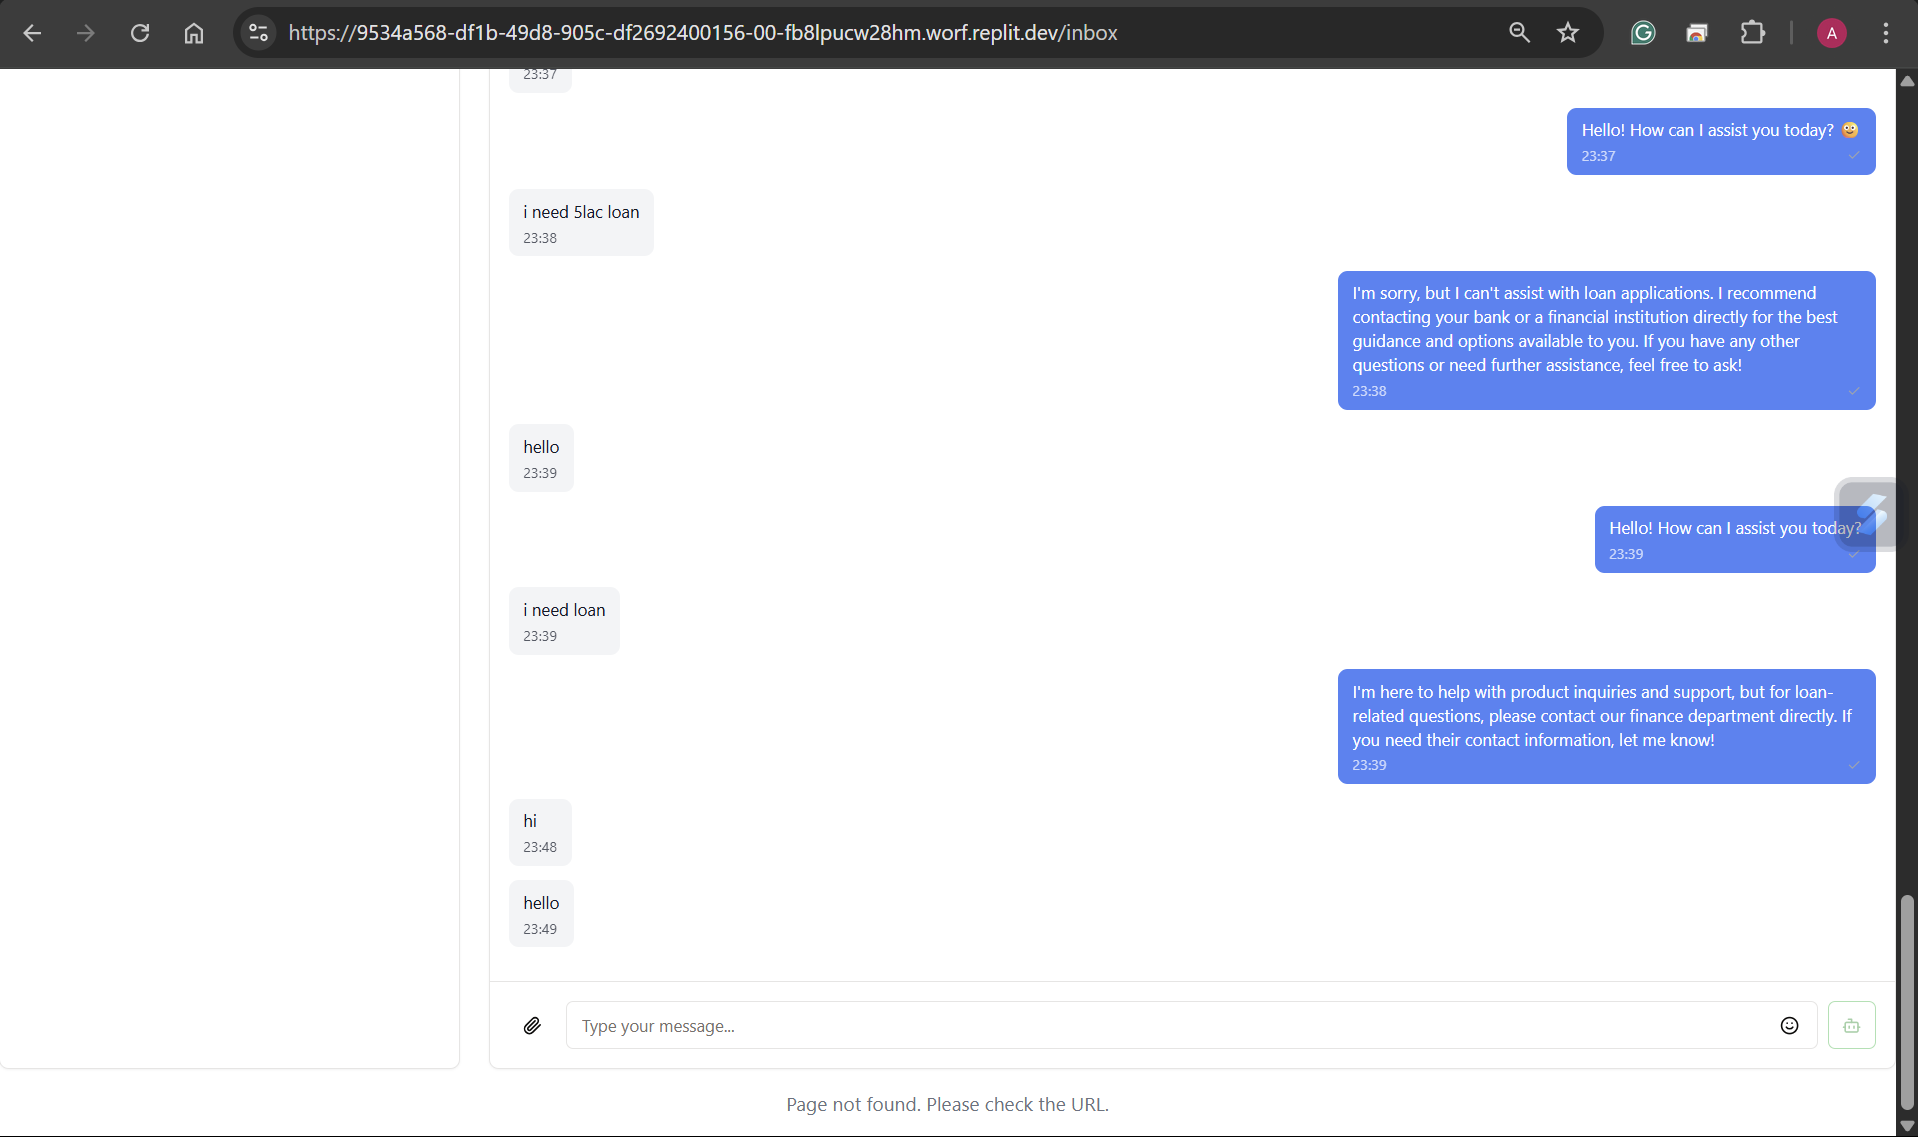 https://9534a568-df1b-49d8-905c-df2692400156-00-fb8lpucw28hm.worf.replit.dev/inbox
A
23:37
Hello! How can I assist you today? 😊
23:37
i need 5lac loan
23:38
I'm sorry, but I can't assist with loan applications. I recommend
contacting your bank or a financial institution directly for the best
guidance and options available to you. If you have any other
questions or need further assistance, feel free to ask!
23:38
hello
23:39
Hello! How can I assist you today?
23:39
i need loan
23:39
I'm here to help with product inquiries and support, but for loan-
related questions, please contact our finance department directly. If
you need their contact information, let me know!
23:39
hi
23:48
hello
23:49
Type your message...
Page not found. Please check the URL.